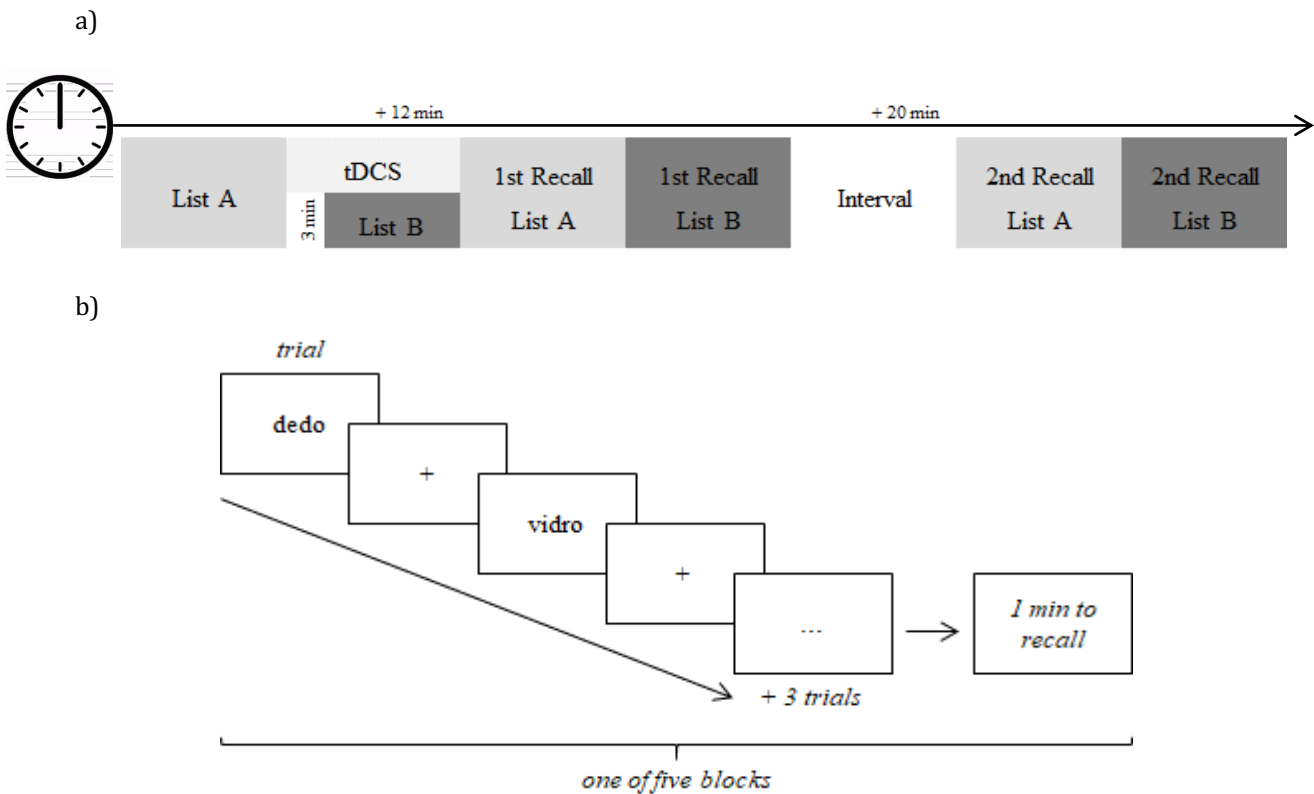 a)
+ 12 min
+ 20 min
List A
tDCS
3 min
List B
1st Recall
List A
1st Recall
List B
Interval
2nd Recall
List A
2nd Recall
List B
b)
trial
dedo
+
vidro
+
---
+ 3 trials
1 min to
recall
one of five blocks